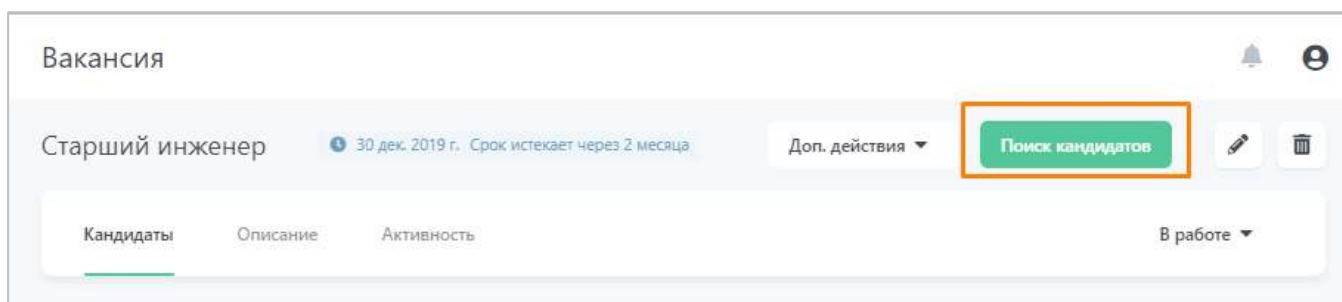 Вакансия
Старший инженер 30 дек. 2019 г. Срок истекает через 2 месяца Доп. действия Поиск кандидатов
Кандидаты Описание Активность В работе